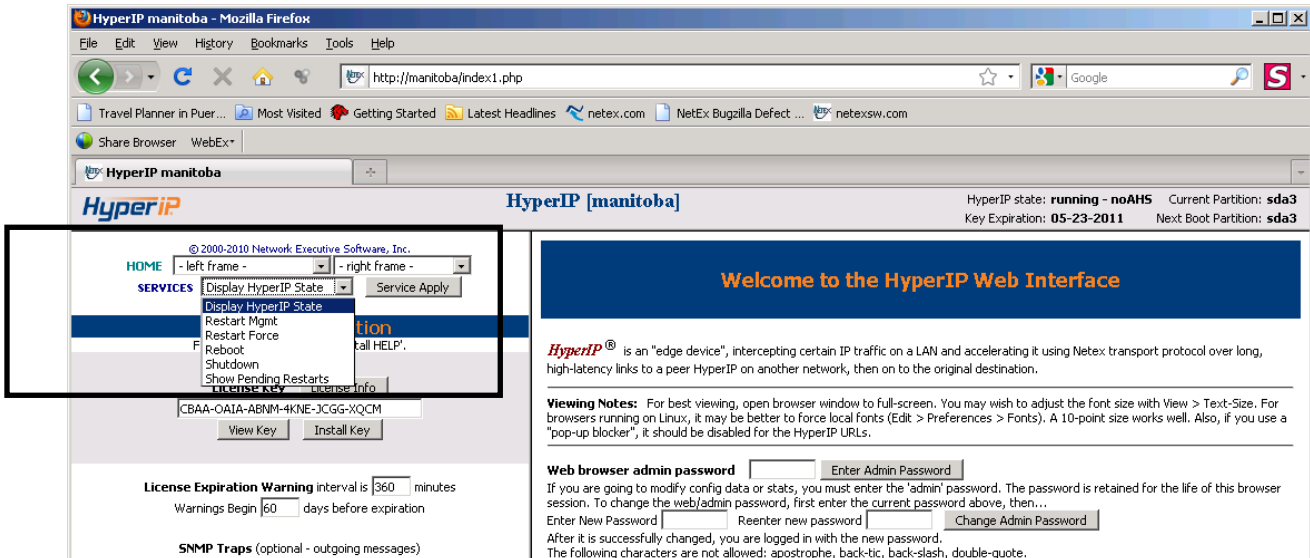 HyperIP manitoba - Mozilla Firefox
File Edit View History Bookmarks Tools Help
http://manitoba/index1.php
Google
S
Travel Planner in Puer... Most Visited Getting Started Latest Headlines netex.com NetEx Bugzilla Defect ... netexsw.com
Share Browser WebEx
HyperIP manitoba
HyperIP
HyperIP [manitoba]
HyperIP state: running - noAHS Current Partition: sda3
Key Expiration: 05-23-2011 Next Boot Partition: sda3
© 2000-2010 Network Executive Software, Inc.
HOME - left frame - - right frame -
SERVICES Display HyperIP State Service Apply
Display HyperIP State
Restart Mgmt
Restart Force
Reboot
Shutdown
Show Pending Restarts
tion
F tall HELP'.
License Key License Info
CBAA-OAIA-ABNM-4KNE-JCGG-XQCM
View Key Install Key
License Expiration Warning interval is 360 minutes
Warnings Begin 60 days before expiration
SNMP Traps (optional - outgoing messages)
Welcome to the HyperIP Web Interface
HyperIP ® is an "edge device", intercepting certain IP traffic on a LAN and accelerating it using Netex transport protocol over long,
high-latency links to a peer HyperIP on another network, then on to the original destination.
Viewing Notes: For best viewing, open browser window to full-screen. You may wish to adjust the font size with View > Text-Size. For
browsers running on Linux, it may be better to force local fonts (Edit > Preferences > Fonts). A 10-point size works well. Also, if you use a
"pop-up blocker", it should be disabled for the HyperIP URLs.
Web browser admin password Enter Admin Password
If you are going to modify config data or stats, you must enter the 'admin' password. The password is retained for the life of this browser
session. To change the web/admin password, first enter the current password above, then...
Enter New Password Reenter new password Change Admin Password
After it is successfully changed, you are logged in with the new password.
The following characters are not allowed: apostrophe, back-tic, back-slash, double-quote.